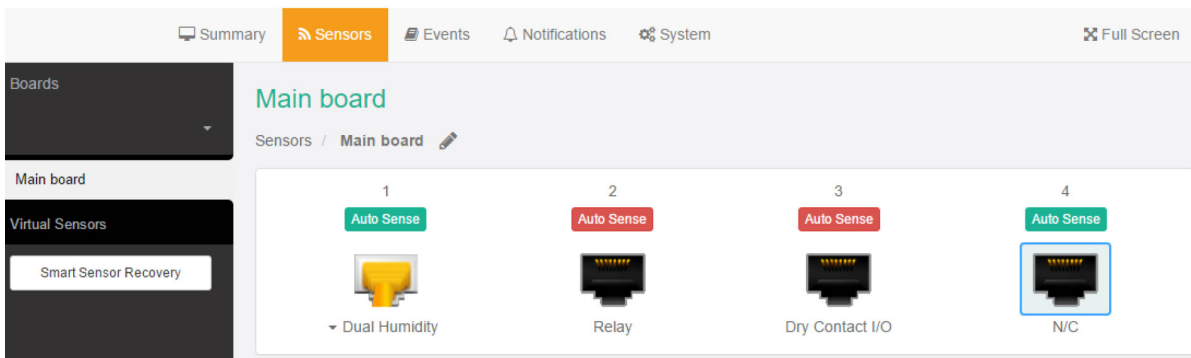 Summary Sensors Events Notifications System Full Screen
Boards
Main board
Sensors / Main board
Main board
1 2 3 4
Auto Sense Auto Sense Auto Sense Auto Sense
Virtual Sensors
Smart Sensor Recovery
Dual Humidity Relay Dry Contact I/O N/C